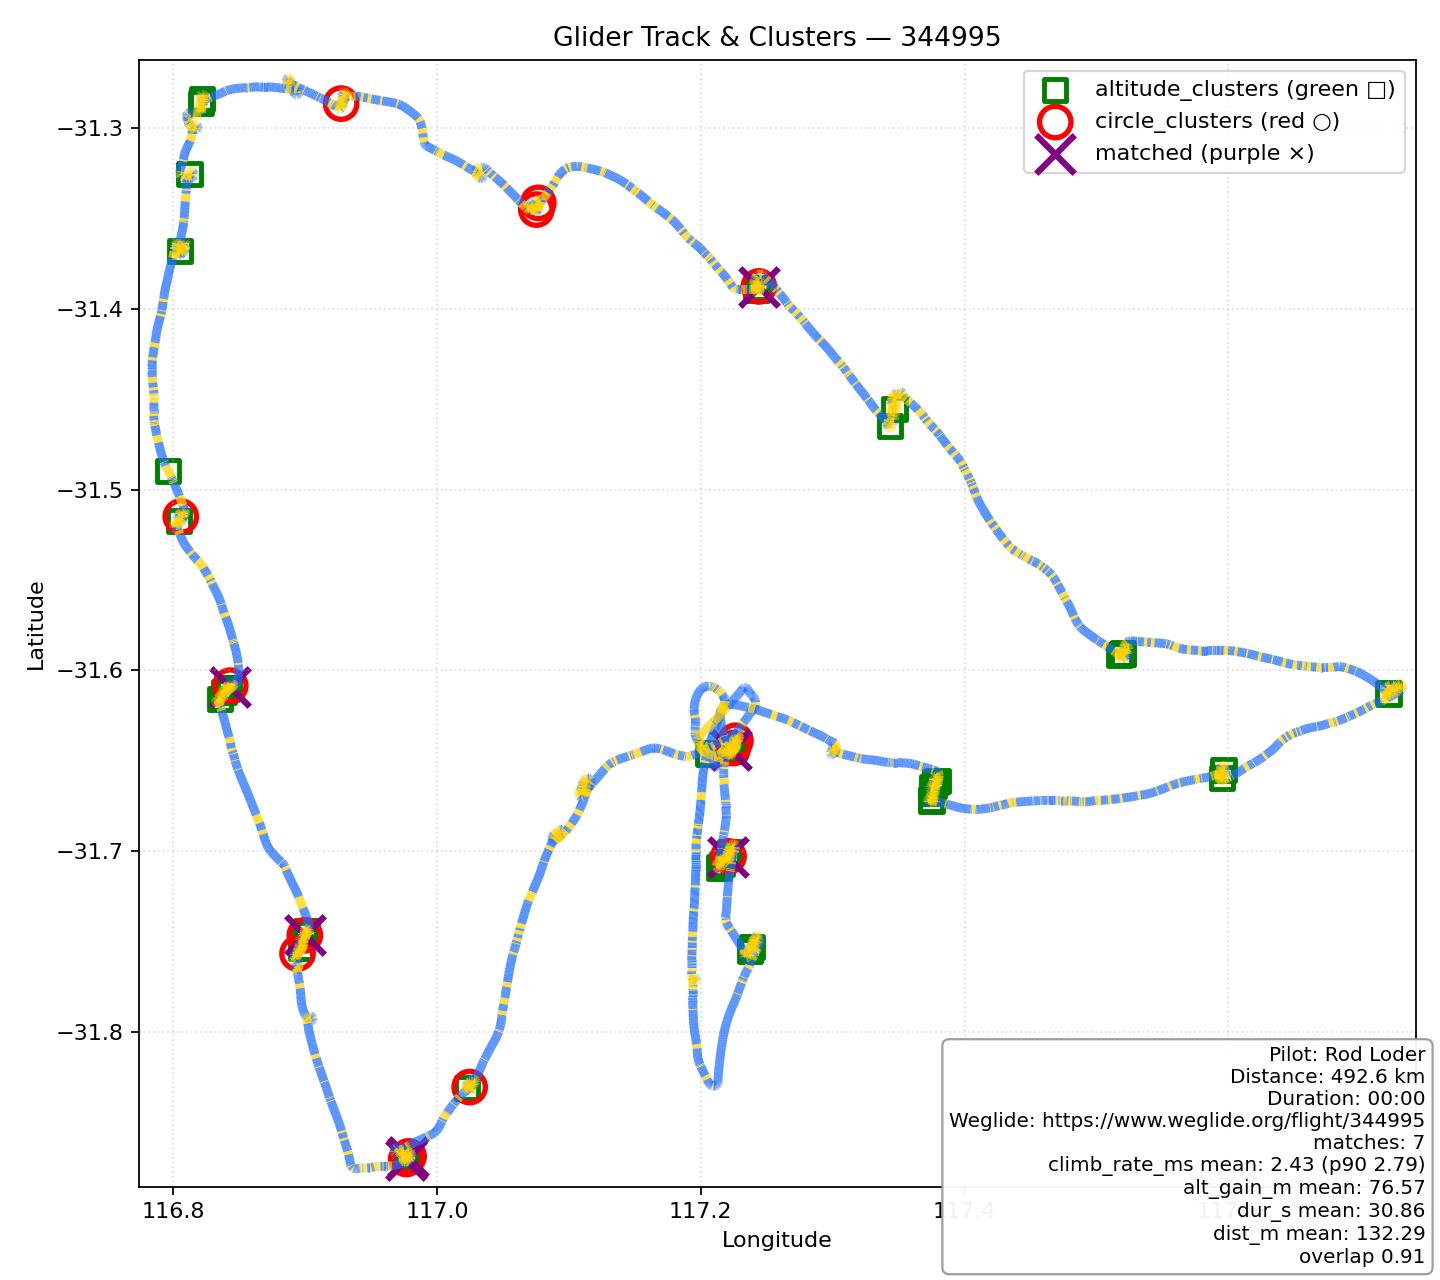 Glider Track & Clusters — 344995
altitude_clusters (green □)
circle_clusters (red ○)
matched (purple ×)
−31.3
−31.4
−31.5
−31.6
−31.7
−31.8
Latitude
116.8
117.0
117.2
117.4
Longitude
Pilot: Rod Loder
Distance: 492.6 km
Duration: 00:00
Weglide: https://www.weglide.org/flight/344995
matches: 7
climb_rate_ms mean: 2.43 (p90 2.79)
alt_gain_m mean: 76.57
dur_s mean: 30.86
dist_m mean: 132.29
overlap 0.91